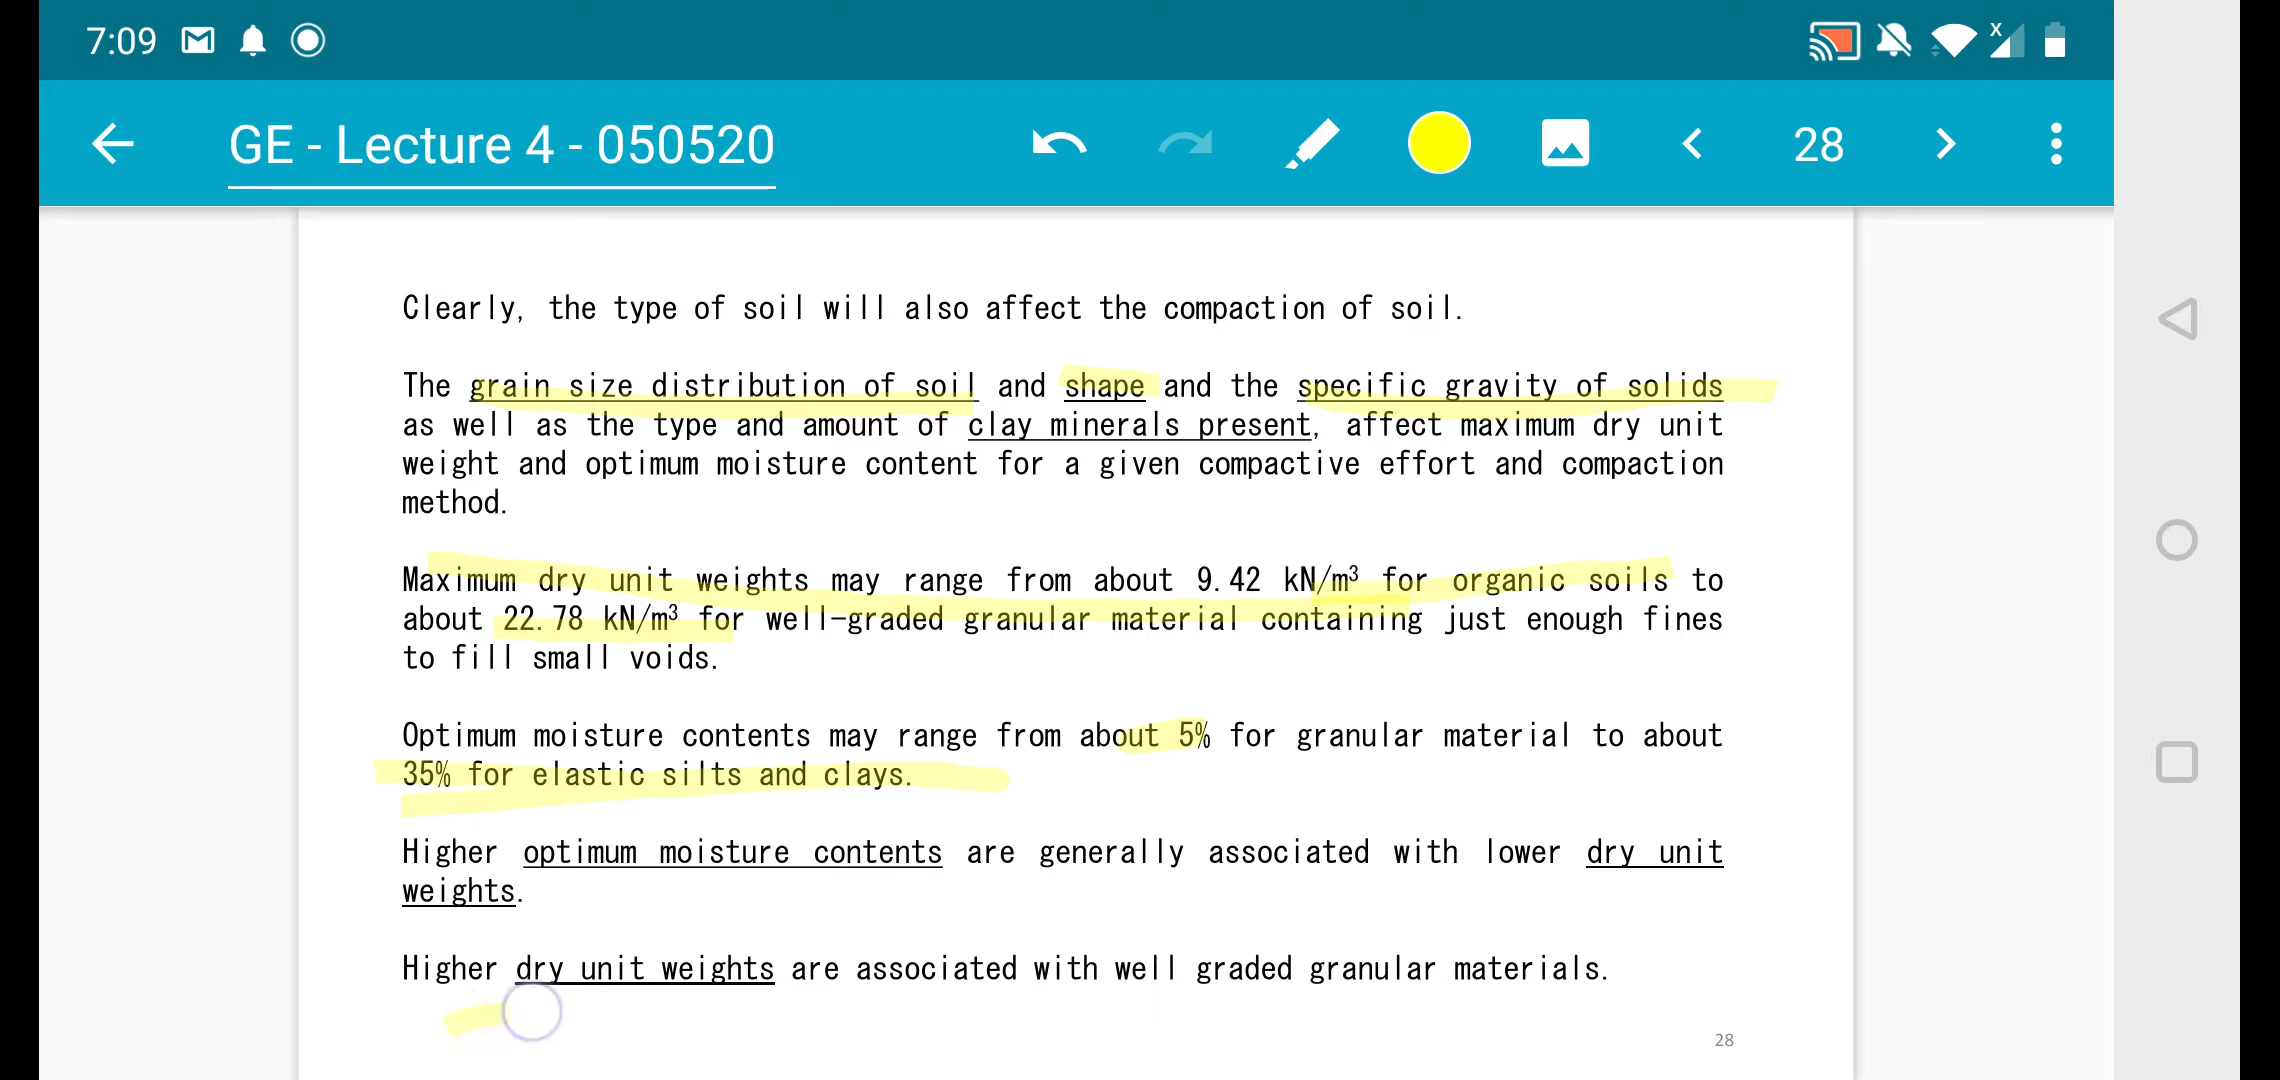 7:09
GE - Lecture 4 - 050520
28
Clearly, the type of soil will also affect the compaction of soil.
The grain size distribution of soil and shape and the specific gravity of solids
as well as the type and amount of clay minerals present, affect maximum dry unit
weight and optimum moisture content for a given compactive effort and compaction
method.
Maximum dry unit weights may range from about 9.42 kN/m³ for organic soils to
about 22.78 kN/m³ for well-graded granular material containing just enough fines
to fill small voids.
Optimum moisture contents may range from about 5% for granular material to about
35% for elastic silts and clays.
Higher optimum moisture contents are generally associated with lower dry unit
weights.
Higher dry unit weights are associated with well graded granular materials.
28